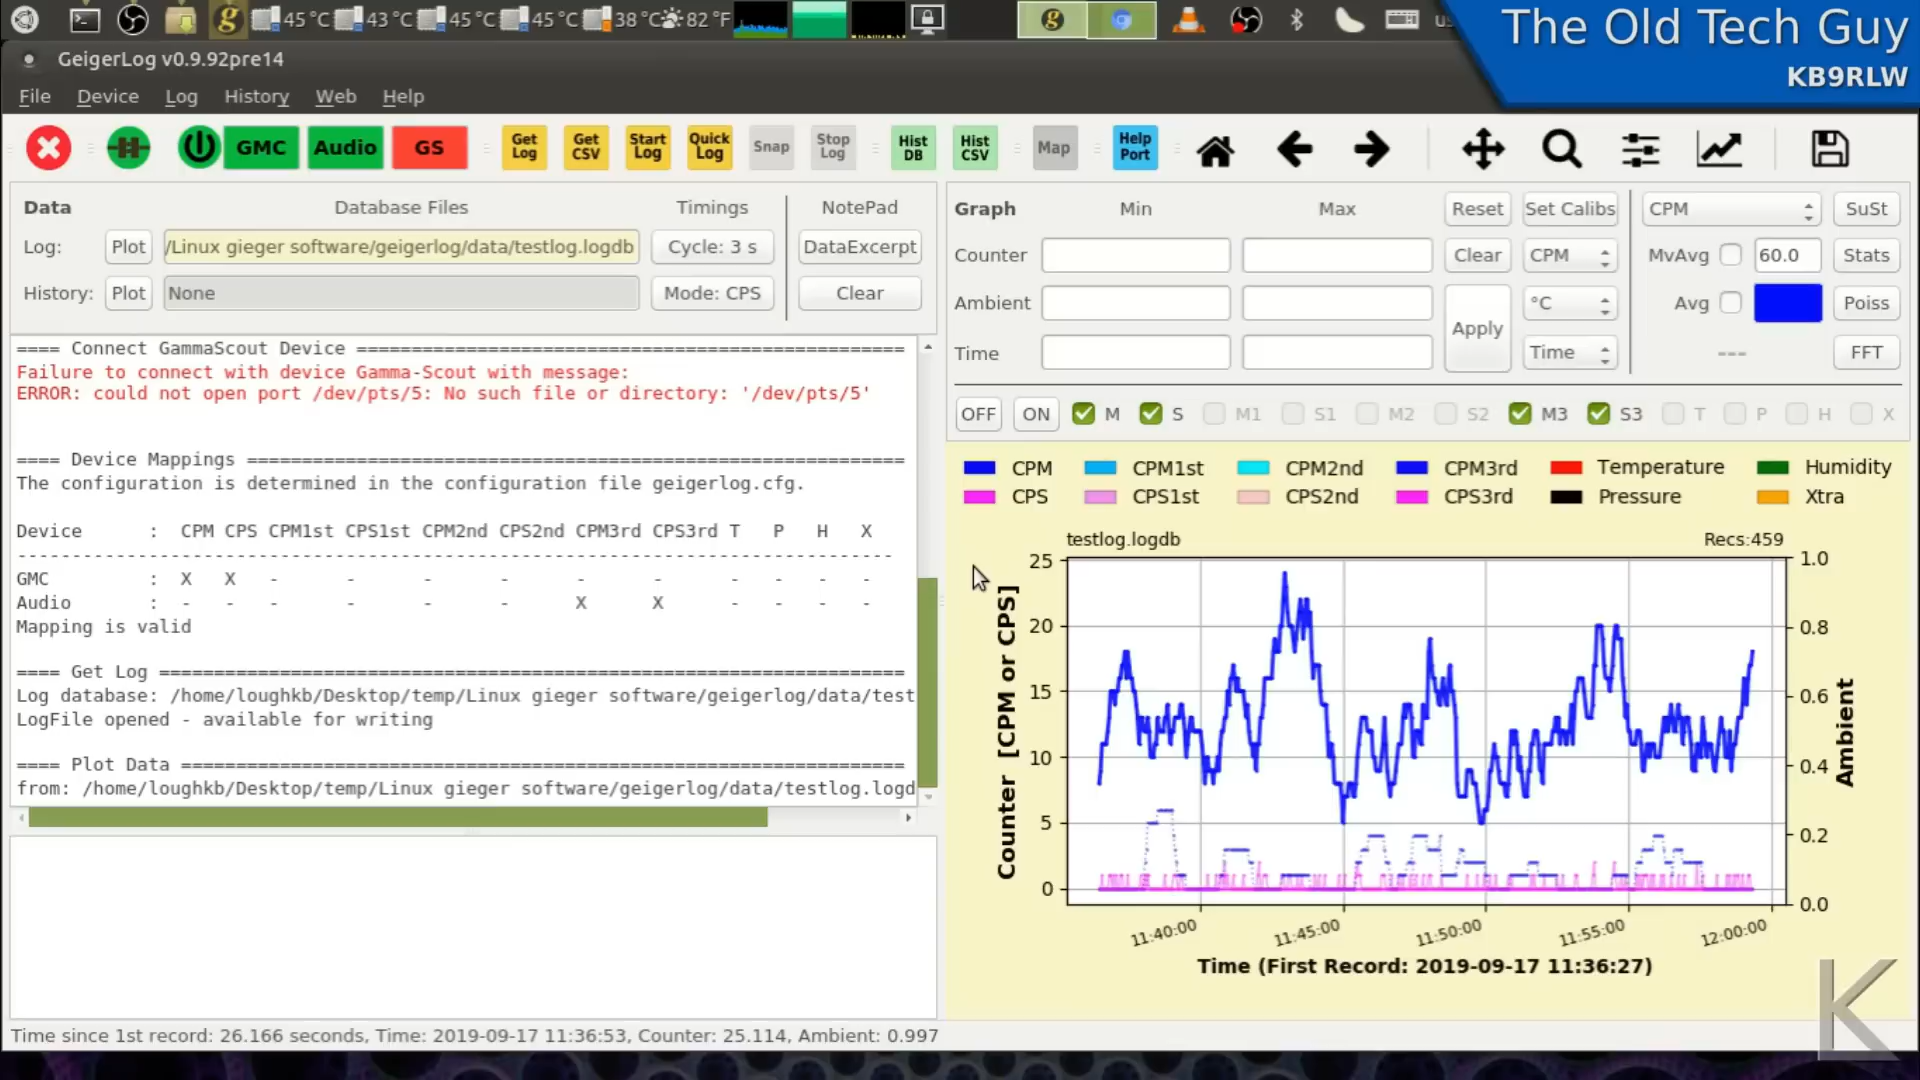 45 °C 43 °C 45 °C 45 °C 38 °C 82 °F
The Old Tech Guy
KB9RLW
GeigerLog v0.9.92pre14
File Device Log History Web Help
GMC Audio GS Get Log Get CSV Start Log Quick Log Snap Stop Log Hist DB Hist CSV Map Help Port
Data Database Files Timings NotePad
Log: Plot /Linux gieger software/geigerlog/data/testlog.logdb Cycle: 3 s DataExcerpt
History: Plot None Mode: CPS Clear
Graph Min Max Reset Set Calibs CPM SuSt
Counter Clear CPM MvAvg 60.0 Stats
Ambient Apply °C Avg Poiss
Time Time --- FFT
OFF ON M S M1 S1 M2 S2 M3 S3 T P H X
==== Connect GammaScout Device ==================================================
Failure to connect with device Gamma-Scout with message:
ERROR: could not open port /dev/pts/5: No such file or directory: '/dev/pts/5'
==== Device Mappings ============================================================
The configuration is determined in the configuration file geigerlog.cfg.
Device : CPM CPS CPM1st CPS1st CPM2nd CPS2nd CPM3rd CPS3rd T P H X
--------------------------------------------------------------------------------
GMC : X X - - - - - - - - - -
Audio : - - - - - - X X - - - -
Mapping is valid
==== Get Log ====================================================================
Log database: /home/loughkb/Desktop/temp/Linux gieger software/geigerlog/data/test
LogFile opened - available for writing
==== Plot Data ==================================================================
from: /home/loughkb/Desktop/temp/Linux gieger software/geigerlog/data/testlog.logd
CPM CPM1st CPM2nd CPM3rd Temperature Humidity
CPS CPS1st CPS2nd CPS3rd Pressure Xtra
testlog.logdb Recs:459
25
20
15
10
5
0
Counter [CPM or CPS]
1.0
0.8
0.6
0.4
0.2
0.0
Ambient
11:40:00 11:45:00 11:50:00 11:55:00 12:00:00
Time (First Record: 2019-09-17 11:36:27)
K
Time since 1st record: 26.166 seconds, Time: 2019-09-17 11:36:53, Counter: 25.114, Ambient: 0.997